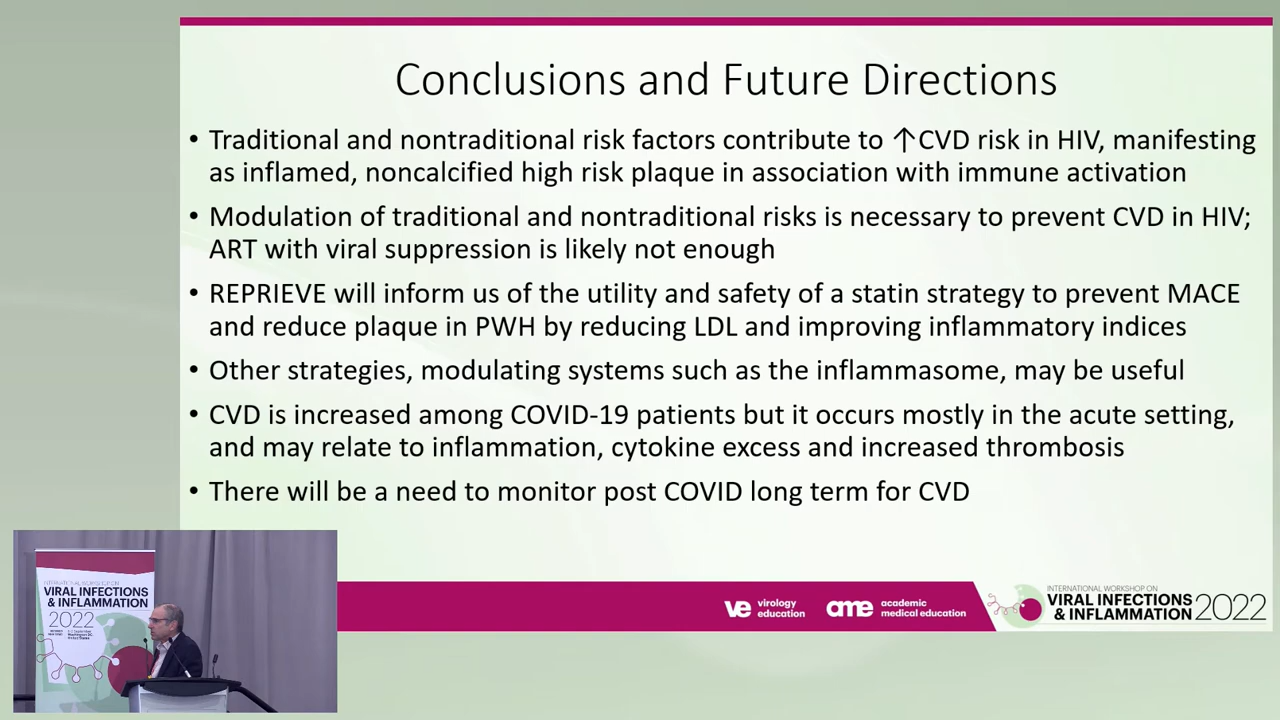 Conclusions and Future Directions
• Traditional and nontraditional risk factors contribute to ↑CVD risk in HIV, manifesting
as inflamed, noncalcified high risk plaque in association with immune activation
• Modulation of traditional and nontraditional risks is necessary to prevent CVD in HIV;
ART with viral suppression is likely not enough
• REPRIEVE will inform us of the utility and safety of a statin strategy to prevent MACE
and reduce plaque in PWH by reducing LDL and improving inflammatory indices
• Other strategies, modulating systems such as the inflammasome, may be useful
• CVD is increased among COVID-19 patients but it occurs mostly in the acute setting,
and may relate to inflammation, cytokine excess and increased thrombosis
• There will be a need to monitor post COVID long term for CVD
INTERNATIONAL WORKSHOP ON
VIRAL INFECTIONS
& INFLAMMATION
2022
ve virology
education
ame academic
medical education
INTERNATIONAL WORKSHOP ON
VIRAL INFECTIONS
& INFLAMMATION 2022